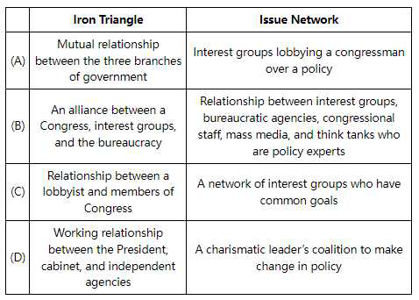 Iron Triangle Issue Network
(A) Mutual relationship between the three branches of government Interest groups lobbying a congressman over a policy
(B) An alliance between a Congress, interest groups, and the bureaucracy Relationship between interest groups, bureaucratic agencies, congressional staff, mass media, and think tanks who are policy experts
(C) Relationship between a lobbyist and members of Congress A network of interest groups who have common goals
(D) Working relationship between the President, cabinet, and independent agencies A charismatic leader's coalition to make change in policy